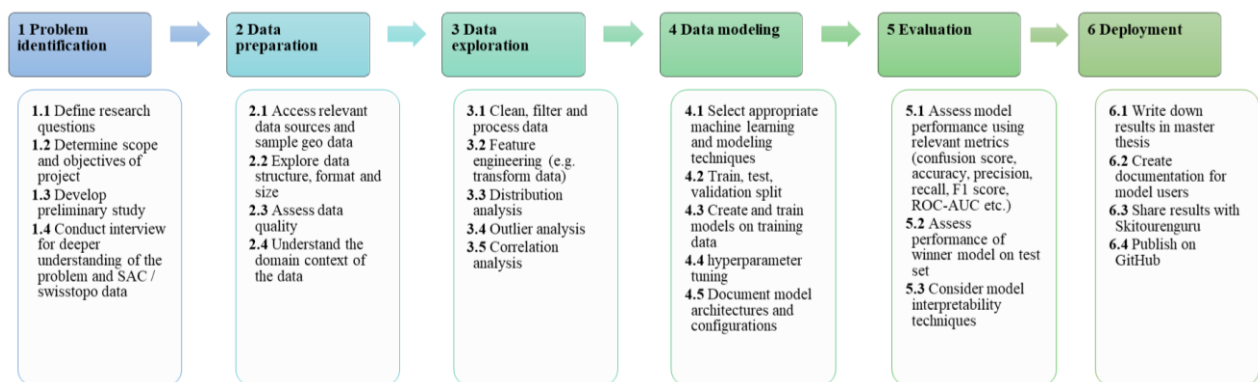 1 Problem
identification
2 Data
preparation
3 Data
exploration
4 Data modeling
5 Evaluation
6 Deployment
1.1 Define research
questions
1.2 Determine scope
and objectives of
project
1.3 Develop
preliminary study
1.4 Conduct interview
for deeper
understanding of the
problem and SAC /
swisstopo data
2.1 Access relevant
data sources and
sample geo data
2.2 Explore data
structure, format and
size
2.3 Assess data
quality
2.4 Understand the
domain context of
the data
3.1 Clean, filter and
process data
3.2 Feature
engineering (e.g.
transform data)
3.3 Distribution
analysis
3.4 Outlier analysis
3.5 Correlation
analysis
4.1 Select appropriate
machine learning
and modeling
techniques
4.2 Train, test,
validation split
4.3 Create and train
models on training
data
4.4 hyperparameter
tuning
4.5 Document model
architectures and
configurations
5.1 Assess model
performance using
relevant metrics
(confusion score,
accuracy, precision,
recall, F1 score,
ROC-AUC etc.)
5.2 Assess
performance of
winner model on test
set
5.3 Consider model
interpretability
techniques
6.1 Write down
results in master
thesis
6.2 Create
documentation for
model users
6.3 Share results with
Skitourenguru
6.4 Publish on
GitHub